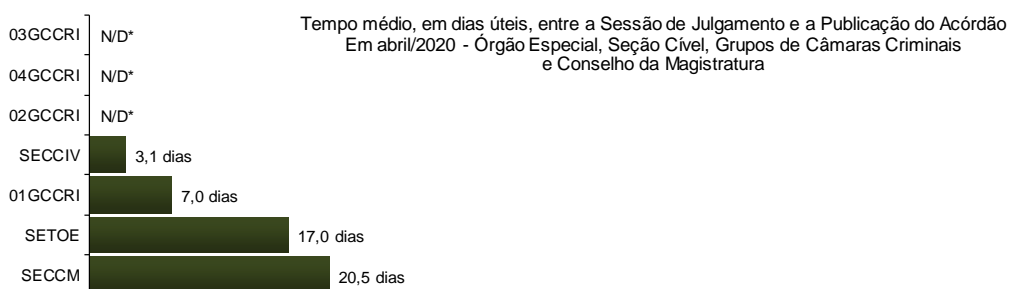 Tempo médio, em dias úteis, entre a Sessão de Julgamento e a Publicação do Acórdão
Em abril/2020 - Órgão Especial, Seção Cível, Grupos de Câmaras Criminais
e Conselho da Magistratura
03GCCRI N/D*
04GCCRI N/D*
02GCCRI N/D*
SECCIV 3,1 dias
01GCCRI 7,0 dias
SETOE 17,0 dias
SECCM 20,5 dias